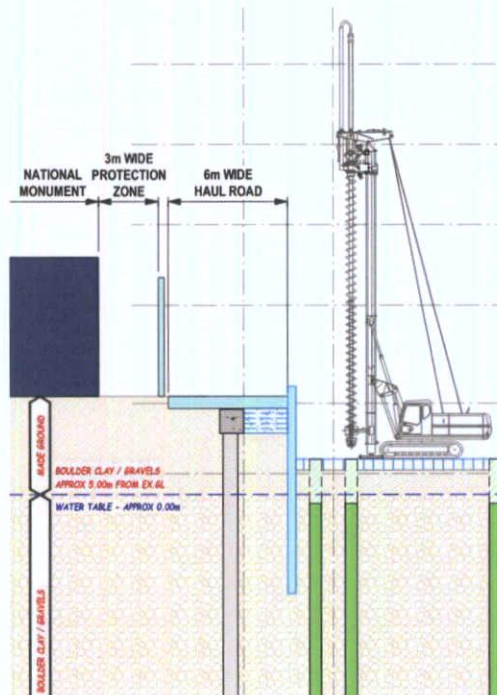 3m WIDE
NATIONAL PROTECTION 6m WIDE
MONUMENT ZONE HAUL ROAD
MADE GROUND
BOULDER CLAY / GRAVELS
APPROX 5.00m FROM EX.GL
WATER TABLE - APPROX 0.00m
BOULDER CLAY / GRAVELS